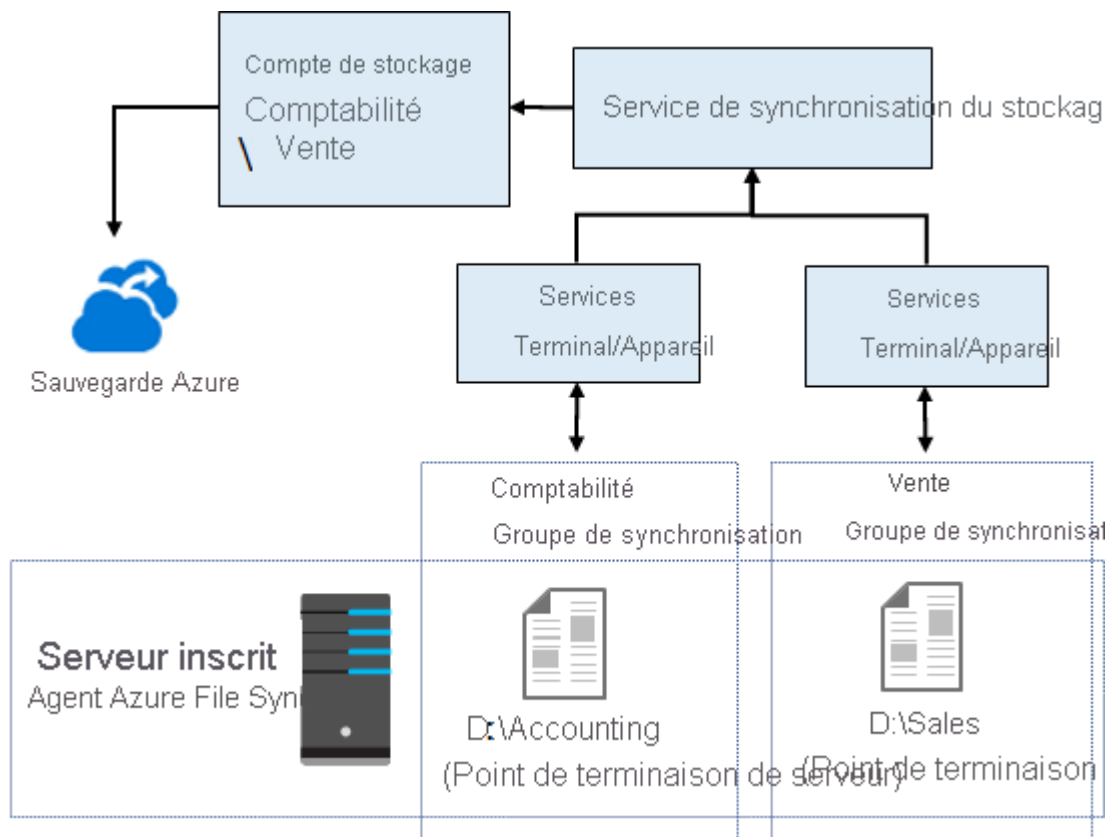 Compte de stockage
Comptabilité
\ Vente
Service de synchronisation du stockag
Sauvegarde Azure
Services
Terminal/Appareil
Services
Terminal/Appareil
Comptabilité
Groupe de synchronisation
Vente
Groupe de synchronisat
Serveur inscrit
Agent Azure File Syn
D:\Accounting
(Point de terminaison de serveur)
D:\Sales
(Point de terminaison